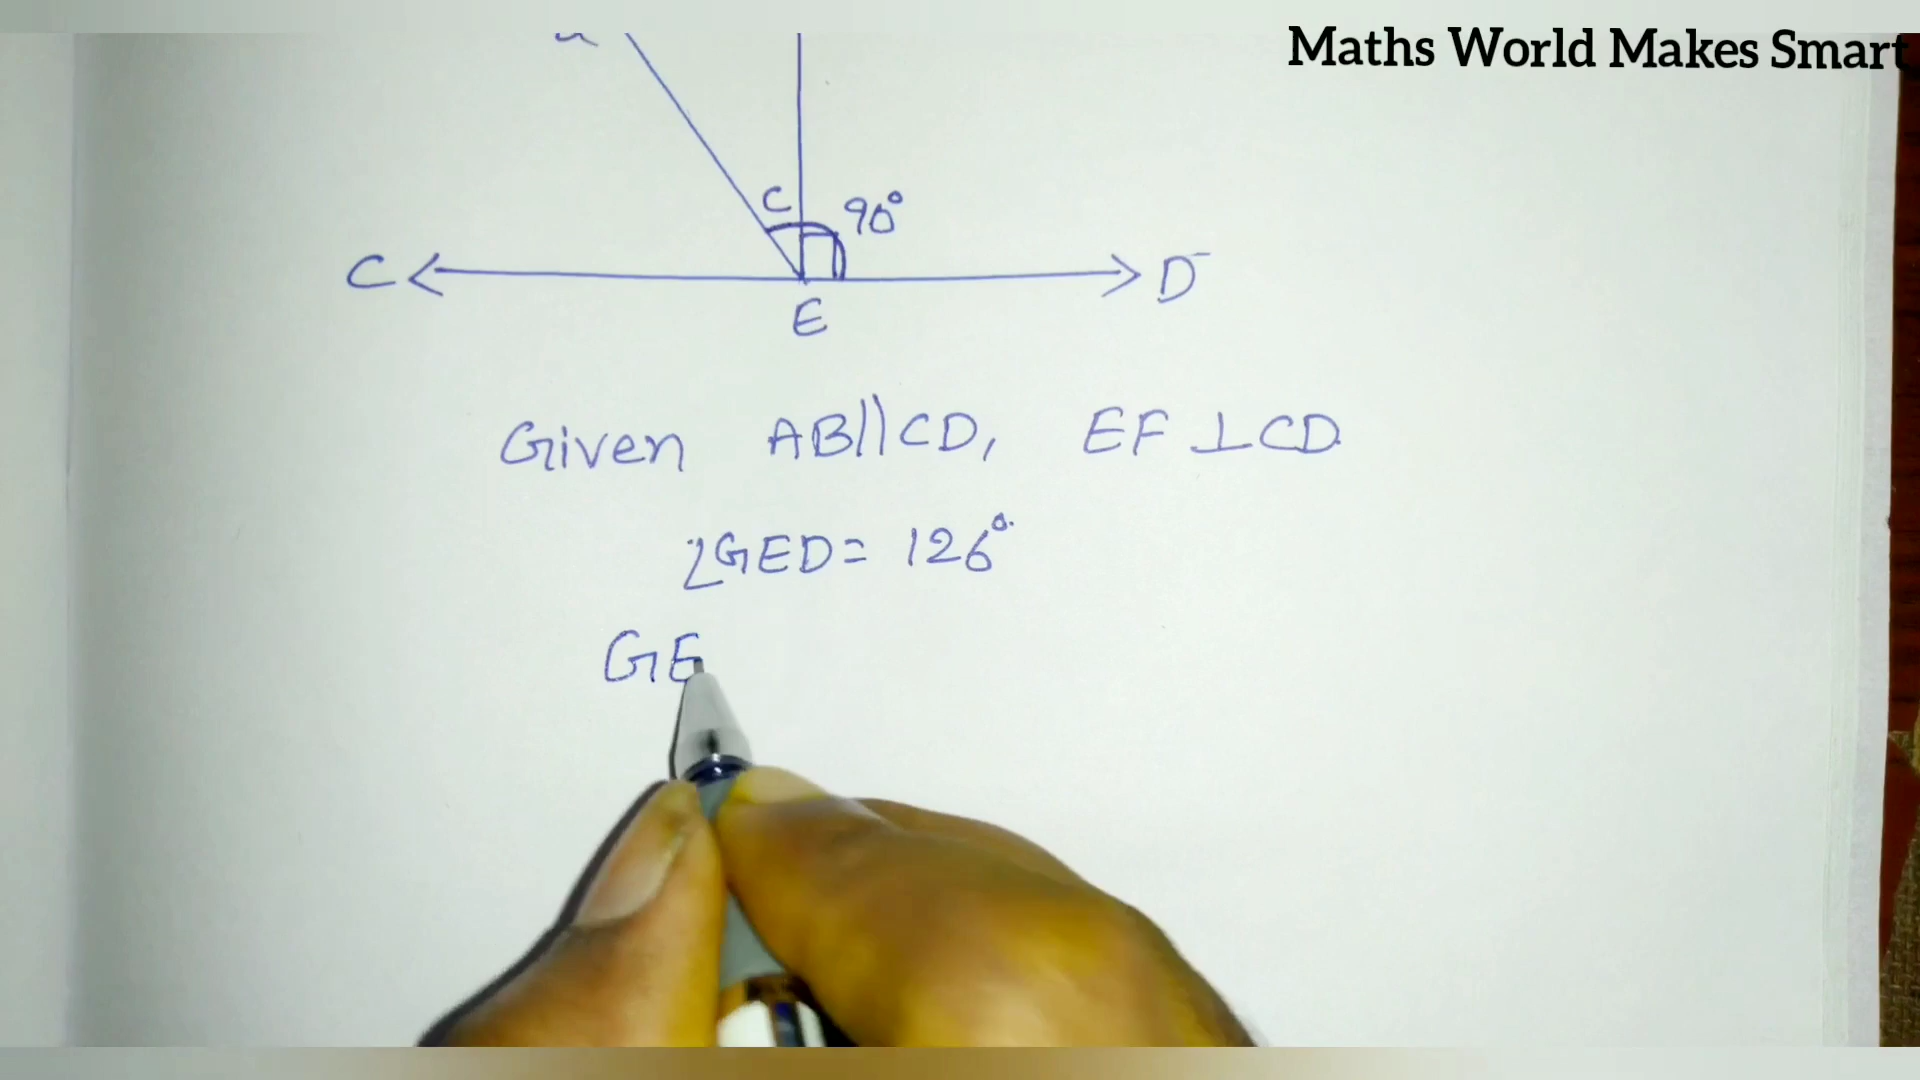 Maths World Makes Smart
C 90°
C D
E
Given AB||CD, EF⊥CD
∠GED = 126°
GE